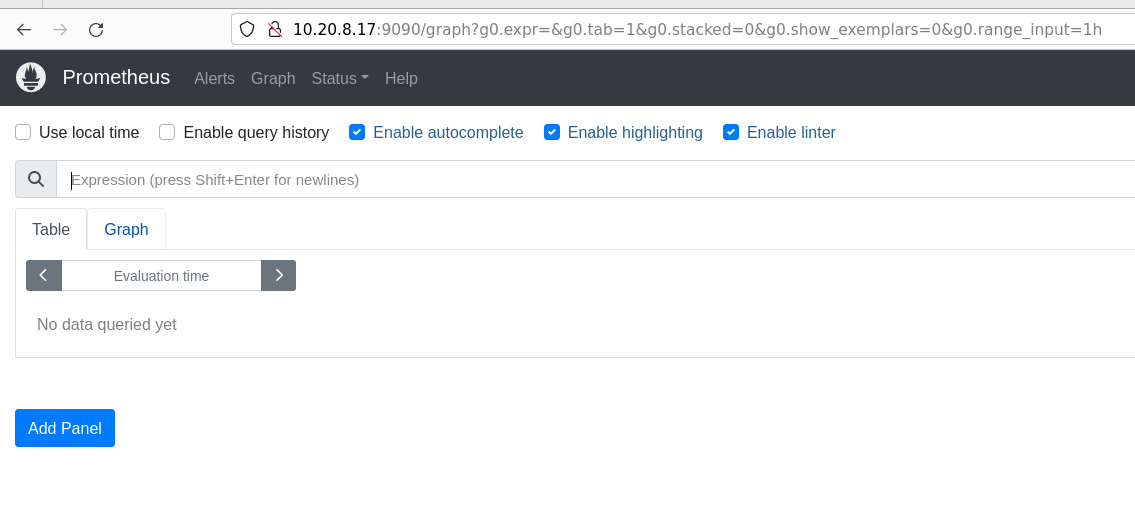 10.20.8.17:9090/graph?g0.expr=&g0.tab=1&g0.stacked=0&g0.show_exemplars=0&g0.range_input=1h
Prometheus Alerts Graph Status Help
Use local time Enable query history Enable autocomplete Enable highlighting Enable linter
Expression (press Shift+Enter for newlines)
Table Graph
Evaluation time
No data queried yet
Add Panel